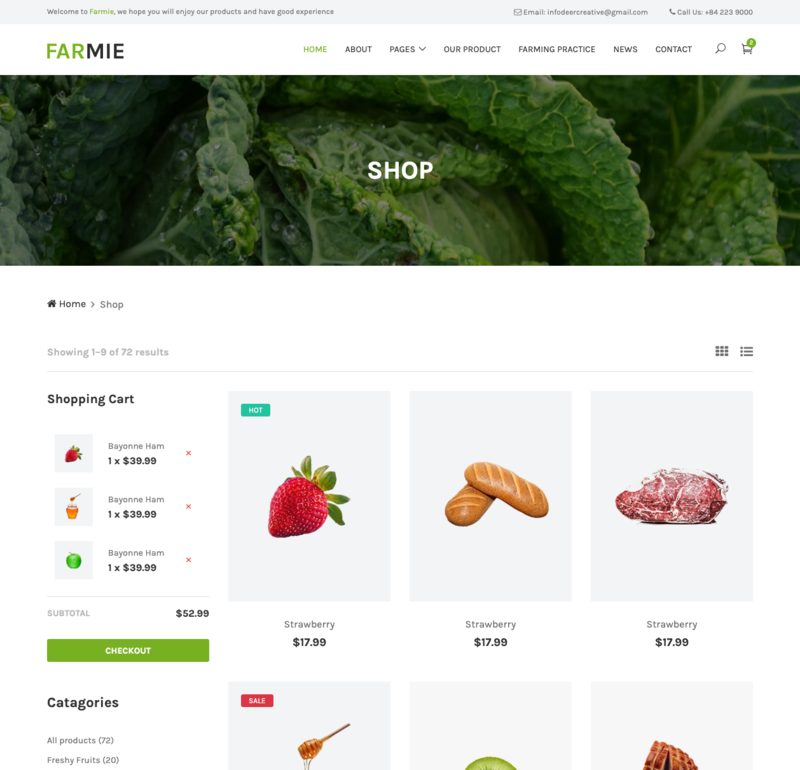 Welcome to Farmie, we hope you will enjoy our products and have good experience
Email: infodeercreative@gmail.com
Call Us: +84 223 9000
FARMIE
HOME ABOUT PAGES OUR PRODUCT FARMING PRACTICE NEWS CONTACT
2
SHOP
Home > Shop
Showing 1–9 of 72 results
Shopping Cart
Bayonne Ham
1 x $39.99
×
Bayonne Ham
1 x $39.99
×
Bayonne Ham
1 x $39.99
×
SUBTOTAL $52.99
CHECKOUT
Catagories
All products (72)
Freshy Fruits (20)
HOT
Strawberry
$17.99
Strawberry
$17.99
Strawberry
$17.99
SALE